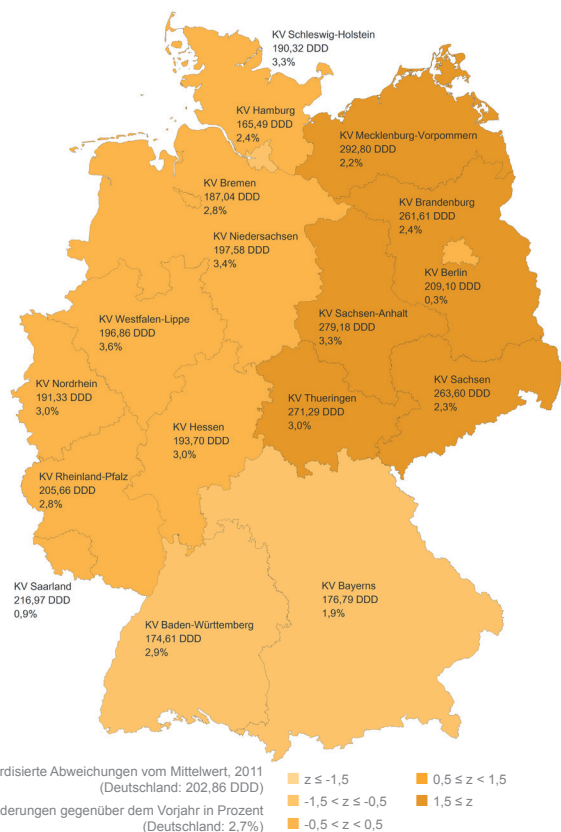 KV Schleswig-Holstein
190,32 DDD
3,3%
KV Hamburg
165,49 DDD
2,4%
KV Mecklenburg-Vorpommern
292,80 DDD
2,2%
KV Bremen
187,04 DDD
2,8%
KV Brandenburg
261,61 DDD
2,4%
KV Niedersachsen
197,58 DDD
3,4%
KV Berlin
209,10 DDD
0,3%
KV Westfalen-Lippe
196,86 DDD
3,6%
KV Sachsen-Anhalt
279,18 DDD
3,3%
KV Nordrhein
191,33 DDD
3,0%
KV Sachsen
263,60 DDD
2,3%
KV Thueringen
271,29 DDD
3,0%
KV Hessen
193,70 DDD
3,0%
KV Rheinland-Pfalz
205,66 DDD
2,8%
KV Saarland
216,97 DDD
0,9%
KV Bayerns
176,79 DDD
1,9%
KV Baden-Württemberg
174,61 DDD
2,9%
Abweichungen vom Mittelwert, 2011
(Deutschland: 202,86 DDD)
gegenüber dem Vorjahr in Prozent
(Deutschland: 2,7%)
z ≤ -1,5
-1,5 < z ≤ -0,5
-0,5 < z < 0,5
0,5 ≤ z < 1,5
1,5 ≤ z